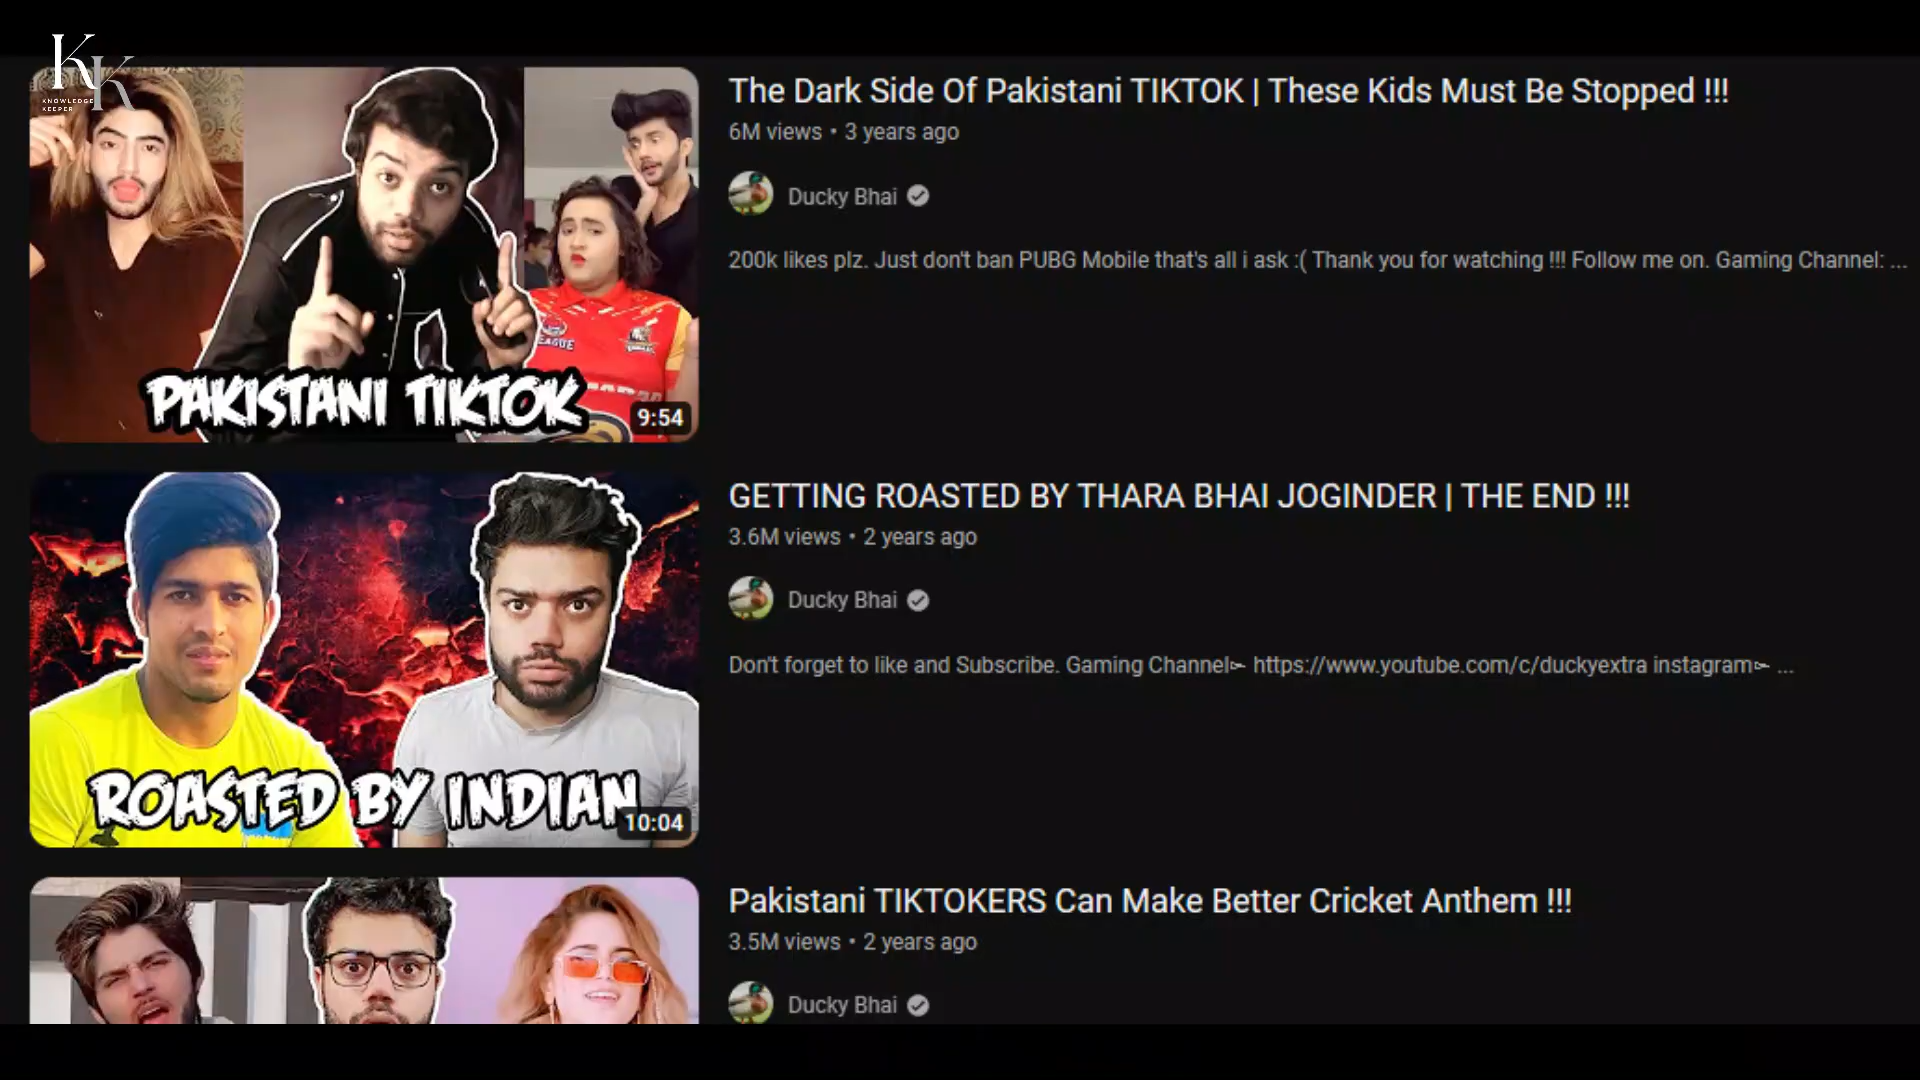 KK
KNOWLEDGE
KEEPER
PAKISTANI TIKTOK
9:54
The Dark Side Of Pakistani TIKTOK | These Kids Must Be Stopped !!!
6M views • 3 years ago
Ducky Bhai
200k likes plz. Just don't ban PUBG Mobile that's all i ask :( Thank you for watching !!! Follow me on. Gaming Channel: ...
ROASTED BY INDIAN
10:04
GETTING ROASTED BY THARA BHAI JOGINDER | THE END !!!
3.6M views • 2 years ago
Ducky Bhai
Don't forget to like and Subscribe. Gaming Channel➳ https://www.youtube.com/c/duckyextra instagram➳ ...
Pakistani TIKTOKERS Can Make Better Cricket Anthem !!!
3.5M views • 2 years ago
Ducky Bhai